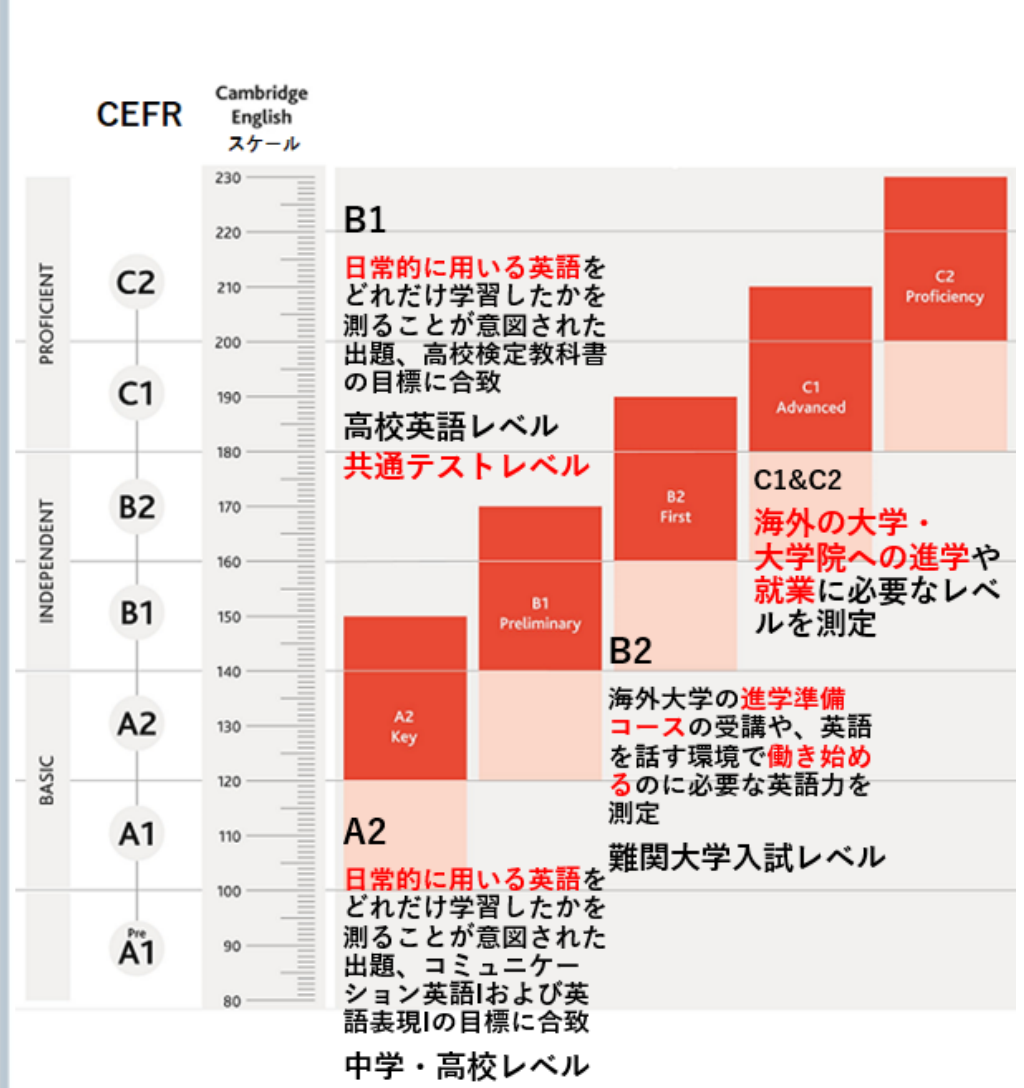 CEFR
Cambridge
English
スケール
PROFICIENT
INDEPENDENT
BASIC
C2
C1
B2
B1
A2
A1
Pre
A1
230
220
210
200
190
180
170
160
150
140
130
120
110
100
90
80
B1
日常的に用いる英語を
どれだけ学習したかを
測ることが意図された
出題、高校検定教科書
の目標に合致
高校英語レベル
共通テストレベル
A2
Key
B1
Preliminary
B2
First
C1
Advanced
C2
Proficiency
C1&C2
海外の大学・
大学院への進学や
就業に必要なレベ
ルを測定
B2
海外大学の進学準備
コースの受講や、英語
を話す環境で働き始め
るのに必要な英語力を
測定
難関大学入試レベル
A2
日常的に用いる英語を
どれだけ学習したかを
測ることが意図された
出題、コミュニケー
ション英語Iおよび英
語表現Iの目標に合致
中学・高校レベル